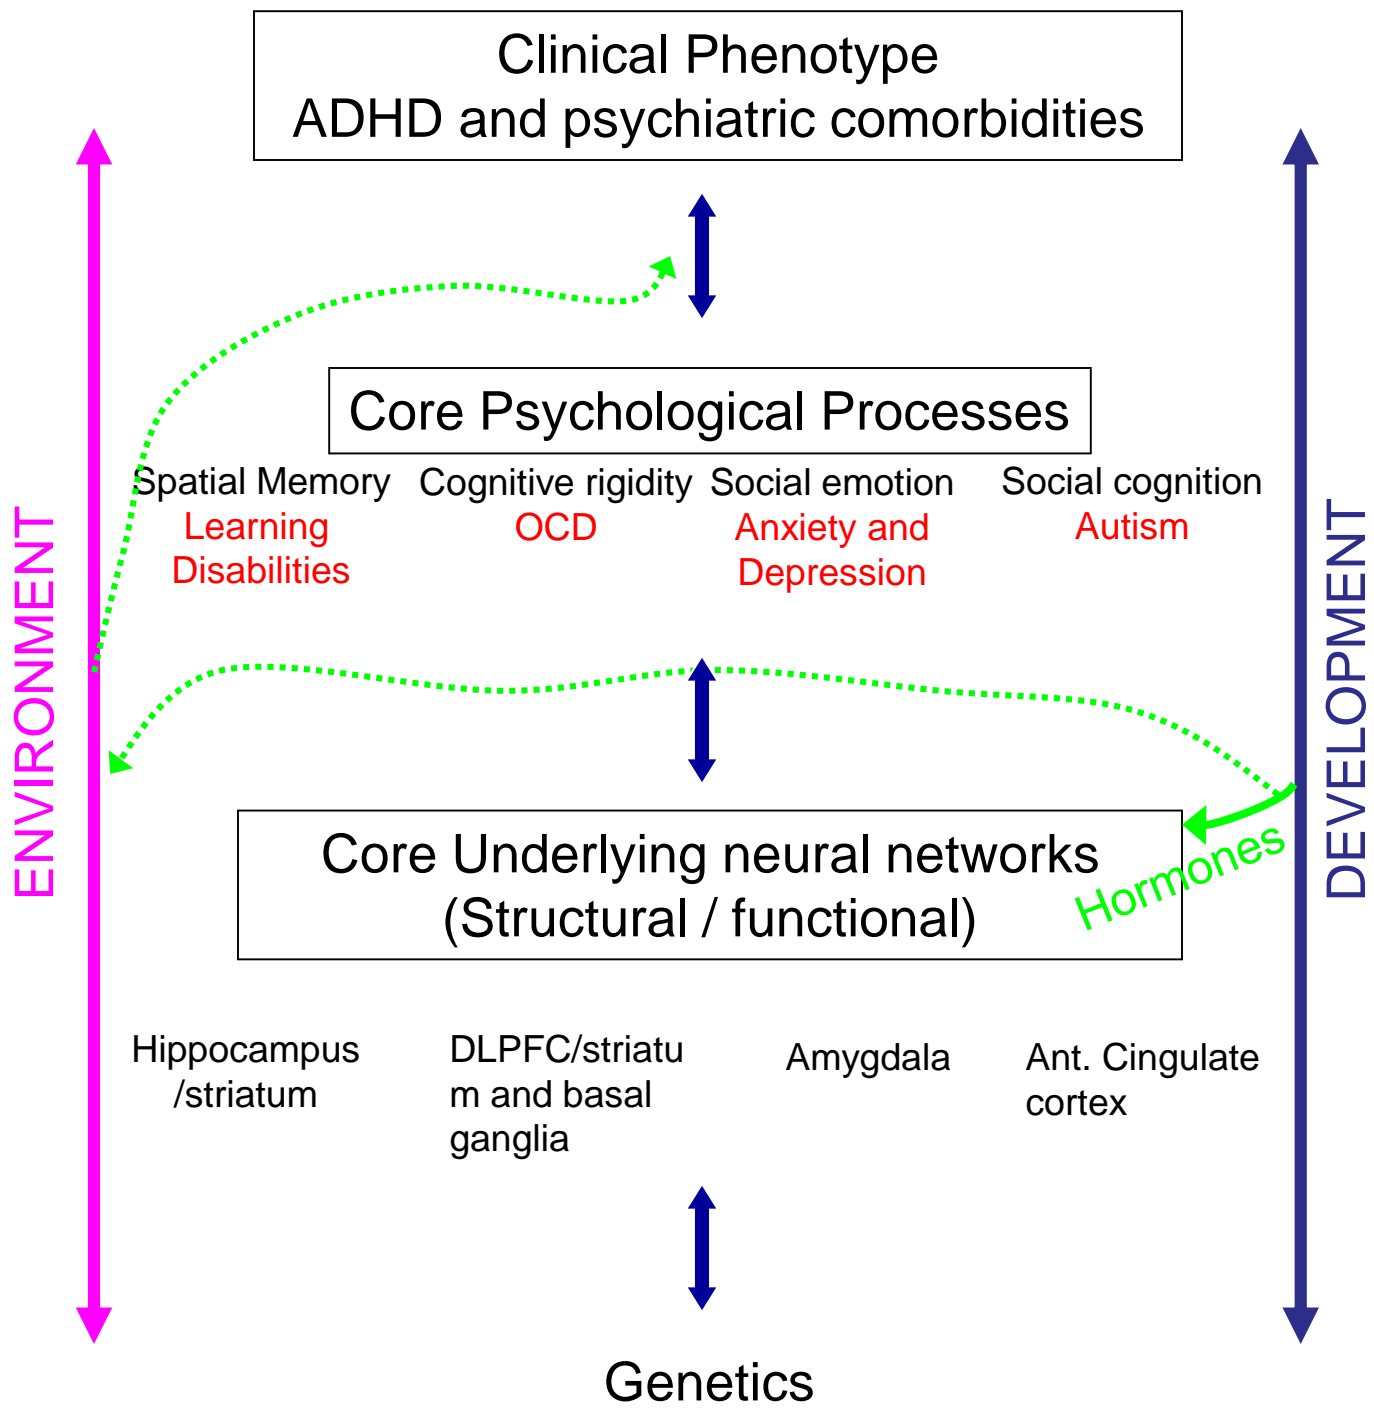 Clinical Phenotype
ADHD and psychiatric comorbidities
Core Psychological Processes
Spatial Memory
Learning
Disabilities
Cognitive rigidity
OCD
Social emotion
Anxiety and
Depression
Social cognition
Autism
ENVIRONMENT
DEVELOPMENT
Core Underlying neural networks
(Structural / functional)
Hormones
Hippocampus
/striatum
DLPFC/striatu
m and basal
ganglia
Amygdala
Ant. Cingulate
cortex
Genetics